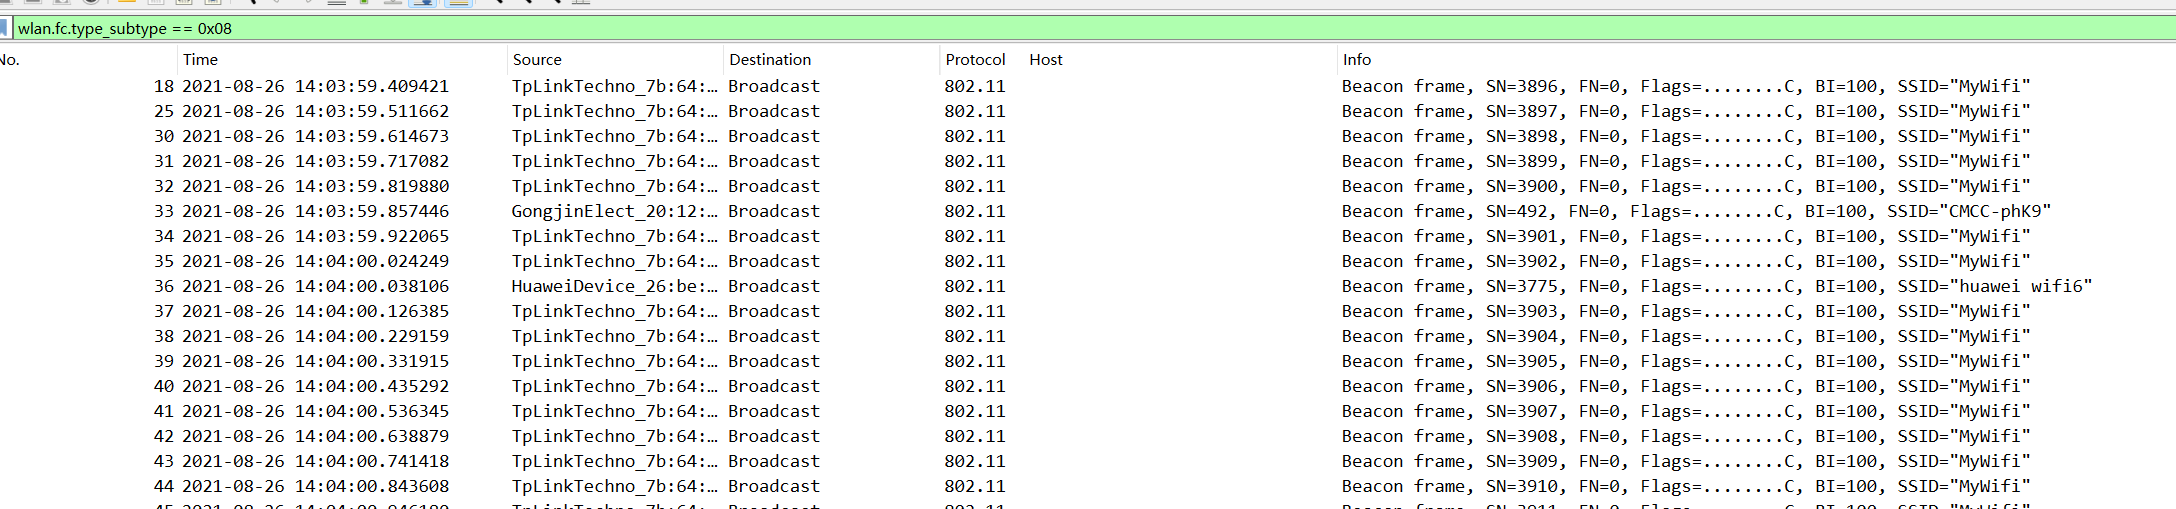 wlan.fc.type_subtype == 0x08
No. Time Source Destination Protocol Host Info
18 2021-08-26 14:03:59.409421 TpLinkTechno_7b:64:… Broadcast 802.11 Beacon frame, SN=3896, FN=0, Flags=........C, BI=100, SSID="MyWifi"
25 2021-08-26 14:03:59.511662 TpLinkTechno_7b:64:… Broadcast 802.11 Beacon frame, SN=3897, FN=0, Flags=........C, BI=100, SSID="MyWifi"
30 2021-08-26 14:03:59.614673 TpLinkTechno_7b:64:… Broadcast 802.11 Beacon frame, SN=3898, FN=0, Flags=........C, BI=100, SSID="MyWifi"
31 2021-08-26 14:03:59.717082 TpLinkTechno_7b:64:… Broadcast 802.11 Beacon frame, SN=3899, FN=0, Flags=........C, BI=100, SSID="MyWifi"
32 2021-08-26 14:03:59.819880 TpLinkTechno_7b:64:… Broadcast 802.11 Beacon frame, SN=3900, FN=0, Flags=........C, BI=100, SSID="MyWifi"
33 2021-08-26 14:03:59.857446 GongjinElect_20:12:… Broadcast 802.11 Beacon frame, SN=492, FN=0, Flags=........C, BI=100, SSID="CMCC-phK9"
34 2021-08-26 14:03:59.922065 TpLinkTechno_7b:64:… Broadcast 802.11 Beacon frame, SN=3901, FN=0, Flags=........C, BI=100, SSID="MyWifi"
35 2021-08-26 14:04:00.024249 TpLinkTechno_7b:64:… Broadcast 802.11 Beacon frame, SN=3902, FN=0, Flags=........C, BI=100, SSID="MyWifi"
36 2021-08-26 14:04:00.038106 HuaweiDevice_26:be:… Broadcast 802.11 Beacon frame, SN=3775, FN=0, Flags=........C, BI=100, SSID="huawei wifi6"
37 2021-08-26 14:04:00.126385 TpLinkTechno_7b:64:… Broadcast 802.11 Beacon frame, SN=3903, FN=0, Flags=........C, BI=100, SSID="MyWifi"
38 2021-08-26 14:04:00.229159 TpLinkTechno_7b:64:… Broadcast 802.11 Beacon frame, SN=3904, FN=0, Flags=........C, BI=100, SSID="MyWifi"
39 2021-08-26 14:04:00.331915 TpLinkTechno_7b:64:… Broadcast 802.11 Beacon frame, SN=3905, FN=0, Flags=........C, BI=100, SSID="MyWifi"
40 2021-08-26 14:04:00.435292 TpLinkTechno_7b:64:… Broadcast 802.11 Beacon frame, SN=3906, FN=0, Flags=........C, BI=100, SSID="MyWifi"
41 2021-08-26 14:04:00.536345 TpLinkTechno_7b:64:… Broadcast 802.11 Beacon frame, SN=3907, FN=0, Flags=........C, BI=100, SSID="MyWifi"
42 2021-08-26 14:04:00.638879 TpLinkTechno_7b:64:… Broadcast 802.11 Beacon frame, SN=3908, FN=0, Flags=........C, BI=100, SSID="MyWifi"
43 2021-08-26 14:04:00.741418 TpLinkTechno_7b:64:… Broadcast 802.11 Beacon frame, SN=3909, FN=0, Flags=........C, BI=100, SSID="MyWifi"
44 2021-08-26 14:04:00.843608 TpLinkTechno_7b:64:… Broadcast 802.11 Beacon frame, SN=3910, FN=0, Flags=........C, BI=100, SSID="MyWifi"